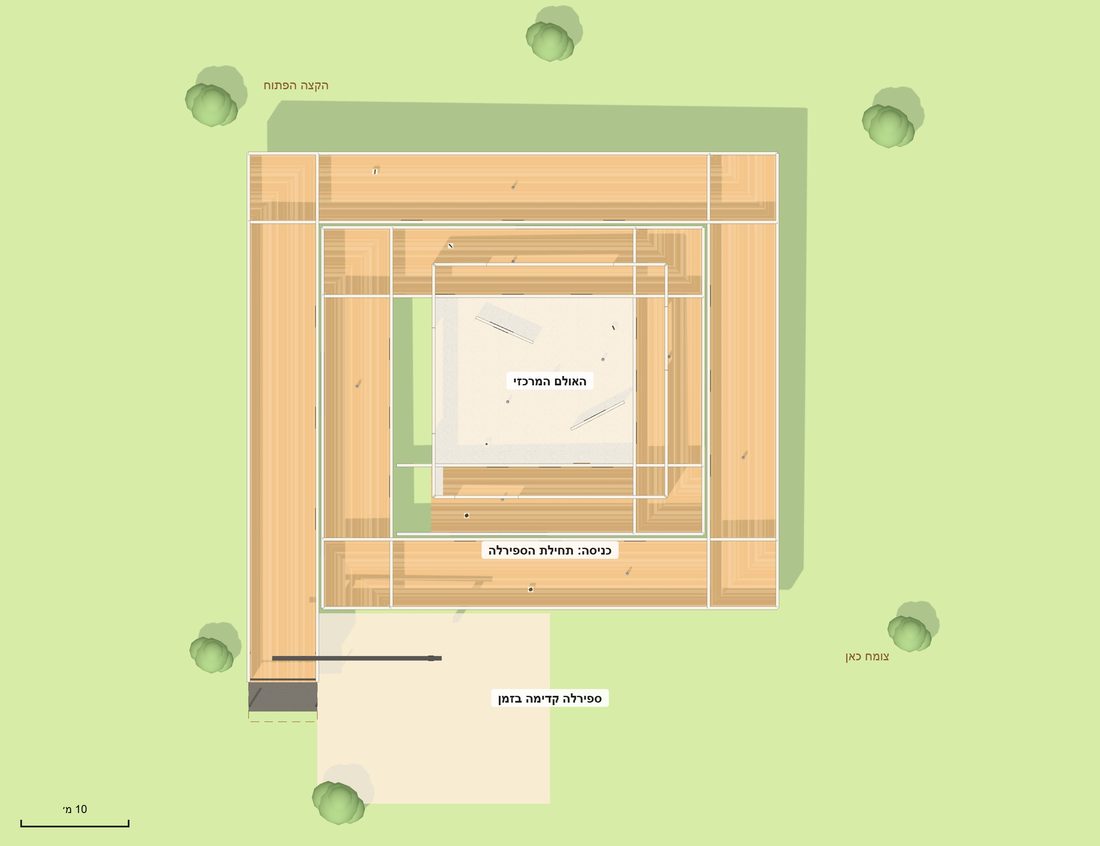 הקצה הפתוח
האולם המרכזי
כניסה: תחילת הספירלה
צומח כאן
ספירלה קדימה בזמן
10 מ׳